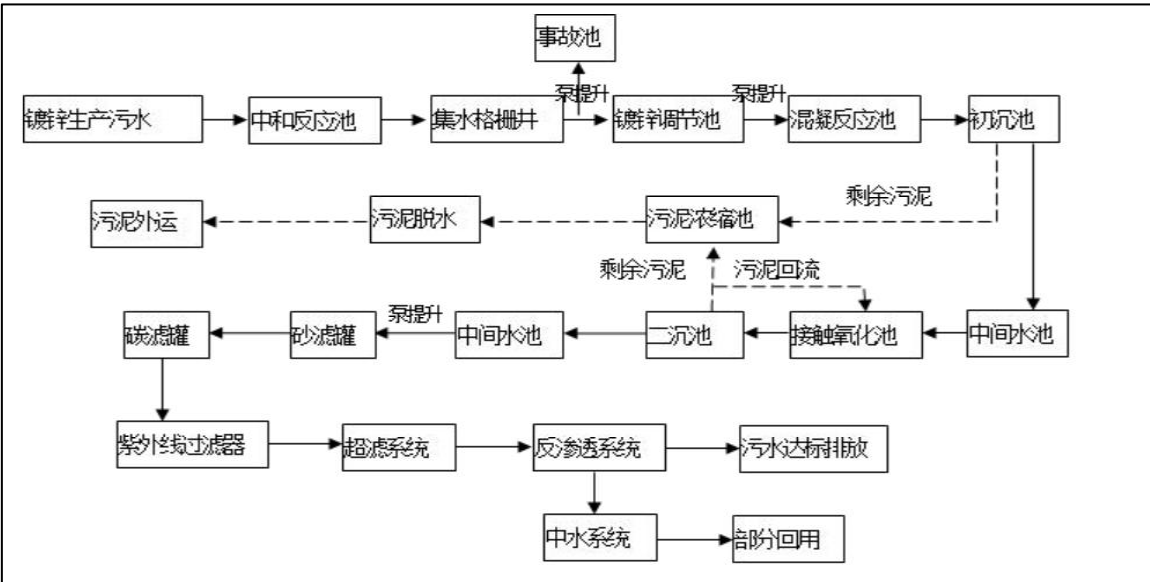 事故池
泵提升
泵提升
镀锌生产污水
中和反应池
集水格栅井
镀锌调节池
混凝反应池
初沉池
剩余污泥
污泥外运
污泥脱水
污泥浓缩池
剩余污泥
污泥回流
泵提升
碳滤罐
砂滤罐
中间水池
二沉池
接触氧化池
中间水池
紫外线过滤器
超滤系统
反渗透系统
污水达标排放
中水系统
部分回用